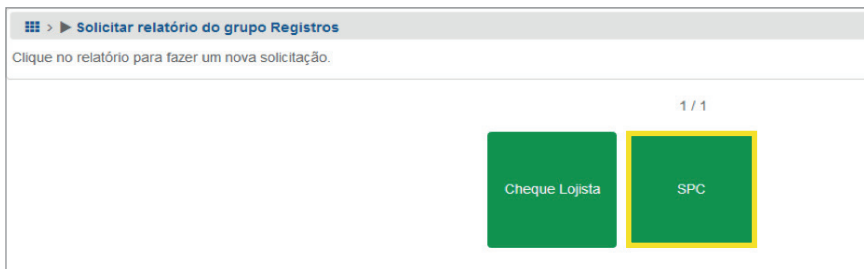 > ▶ Solicitar relatório do grupo Registros
Clique no relatório para fazer um nova solicitação.
1 / 1
Cheque Lojista SPC